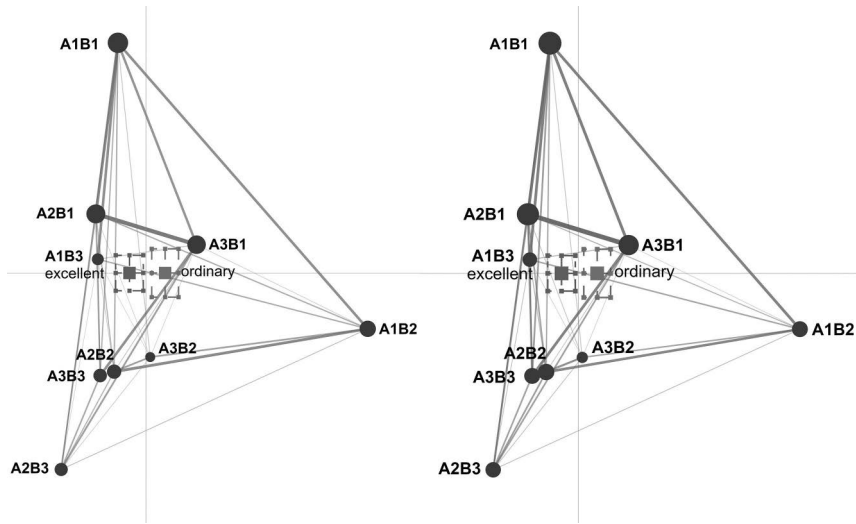 A1B1
A2B1
A1B3
excellent
A3B1
ordinary
A1B2
A2B2
A3B2
A3B3
A2B3
A1B1
A2B1
A1B3
excellent
A3B1
ordinary
A1B2
A2B2
A3B2
A3B3
A2B3